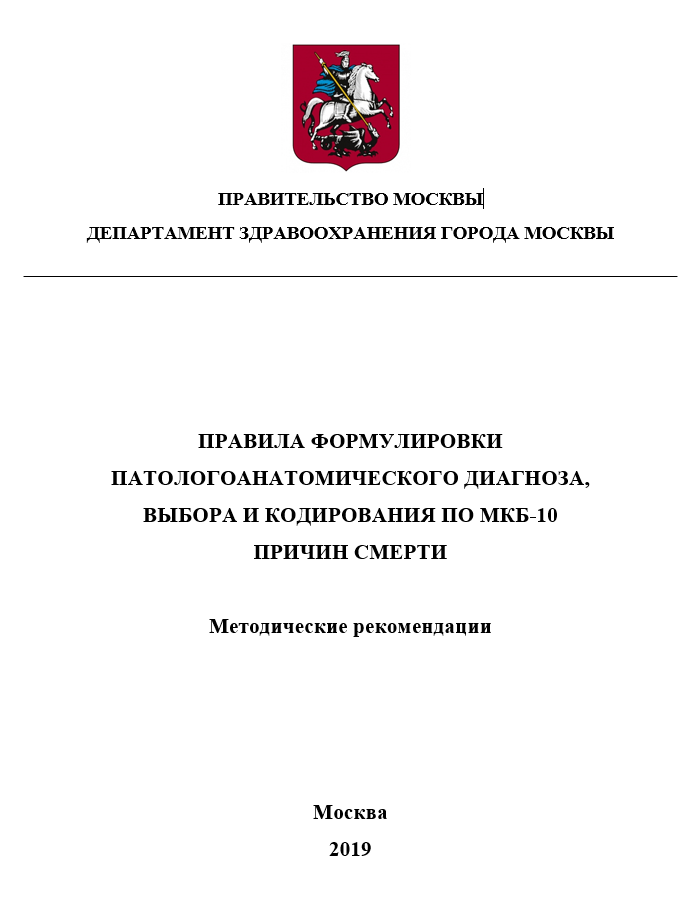 ПРАВИТЕЛЬСТВО МОСКВЫ
ДЕПАРТАМЕНТ ЗДРАВООХРАНЕНИЯ ГОРОДА МОСКВЫ
ПРАВИЛА ФОРМУЛИРОВКИ
ПАТОЛОГОАНАТОМИЧЕСКОГО ДИАГНОЗА,
ВЫБОРА И КОДИРОВАНИЯ ПО МКБ-10
ПРИЧИН СМЕРТИ
Методические рекомендации
Москва
2019